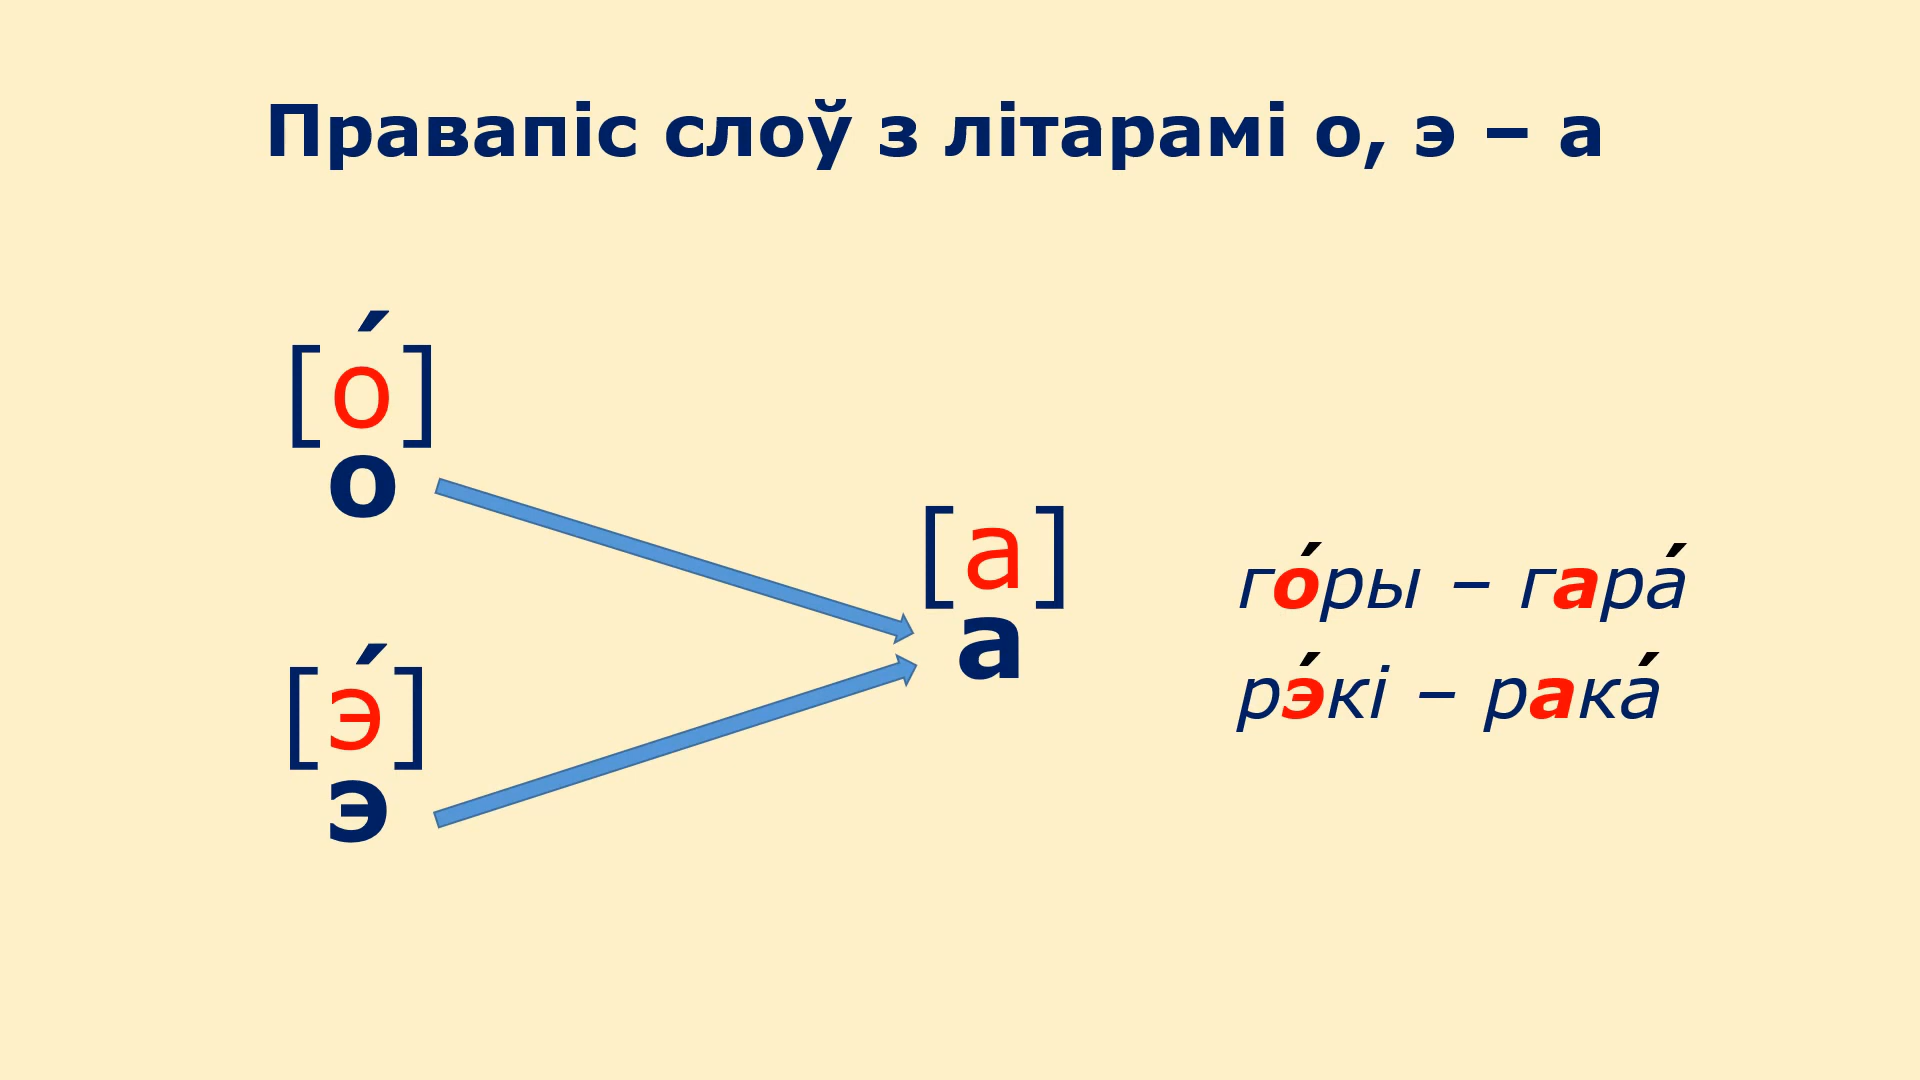 Правапіс слоў з літарамі о, э – а
[о́]
о
[а]
а
го́ры – гара́
рэ́кі – рака́
[э́]
э